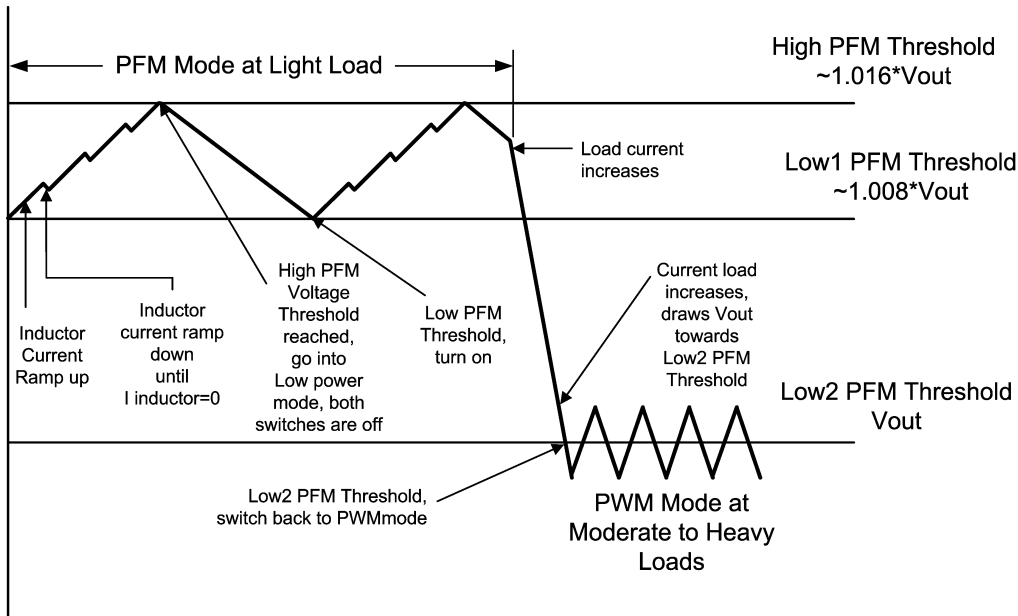 High PFM Threshold
~1.016*Vout
PFM Mode at Light Load
Load current
increases
Low1 PFM Threshold
~1.008*Vout
Inductor
Current
Ramp up
Inductor
current ramp
down
until
I inductor=0
High PFM
Voltage
Threshold
reached,
go into
Low power
mode, both
switches are off
Low PFM
Threshold,
turn on
Current load
increases,
draws Vout
towards
Low2 PFM
Threshold
Low2 PFM Threshold
Vout
Low2 PFM Threshold,
switch back to PWMmode
PWM Mode at
Moderate to Heavy
Loads